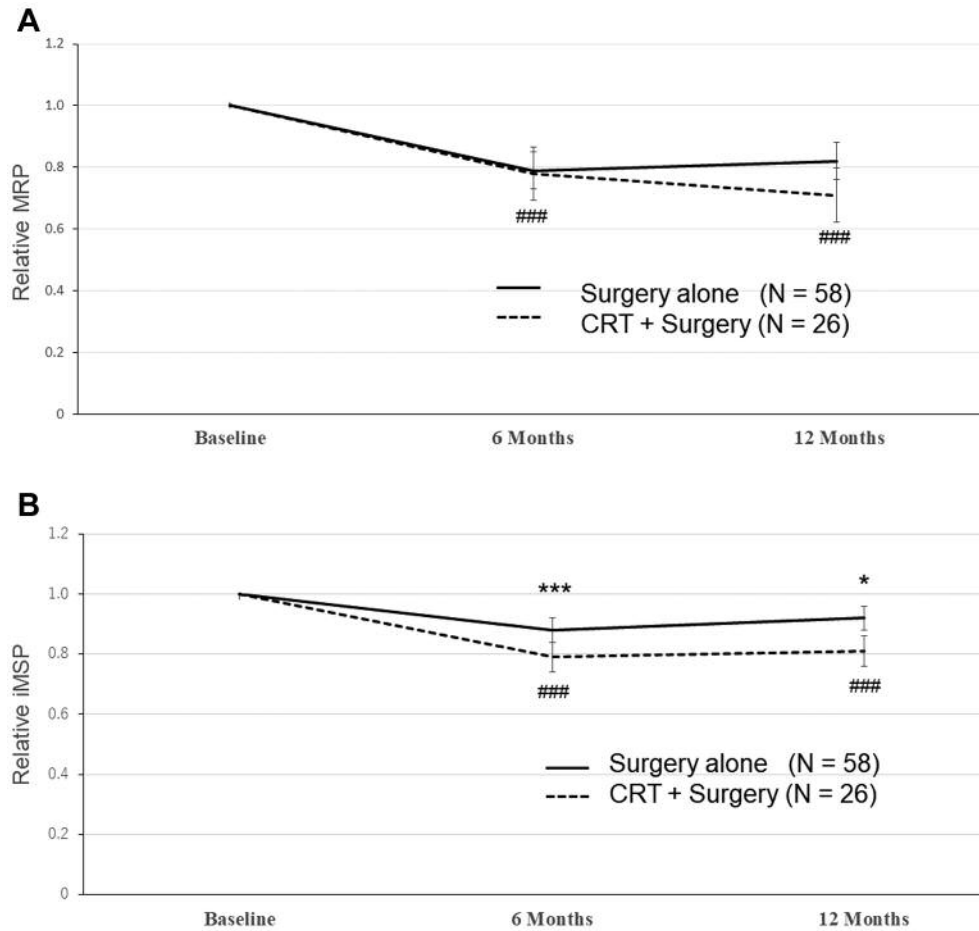 A
1.2
1.0
0.8
0.6
0.4
0.2
0
Relative MRP
###
###
Surgery alone (N = 58)
CRT + Surgery (N = 26)
Baseline
6 Months
12 Months
B
1.2
1.0
0.8
0.6
0.4
0.2
0
Relative iMSP
***
*
###
###
Surgery alone (N = 58)
CRT + Surgery (N = 26)
Baseline
6 Months
12 Months